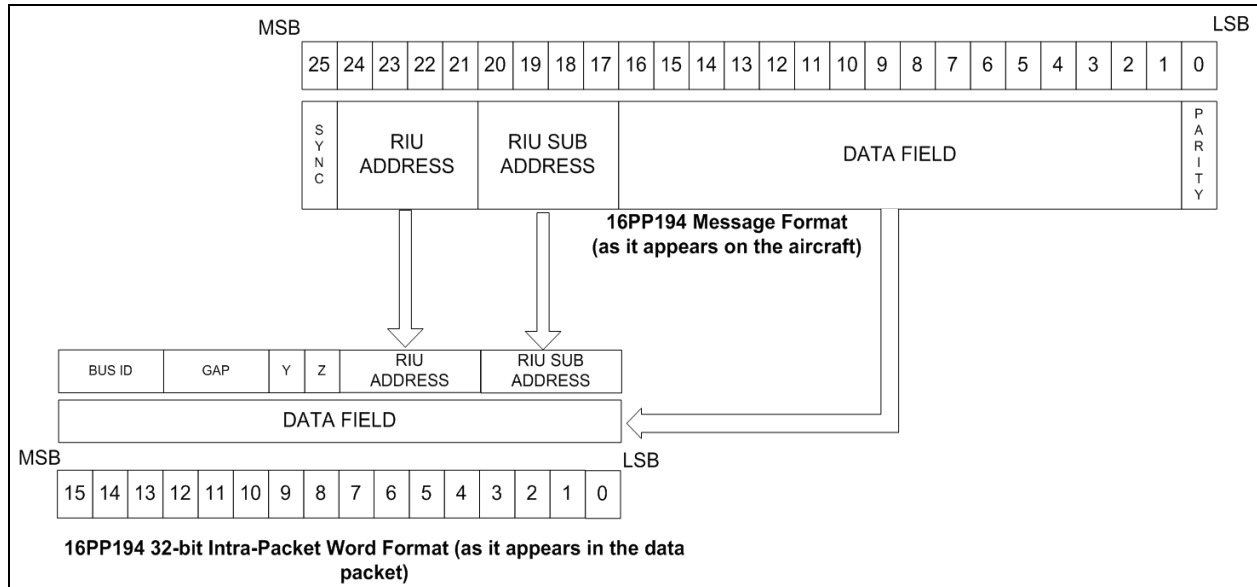 MSB
LSB
25 24 23 22 21 20 19 18 17 16 15 14 13 12 11 10 9 8 7 6 5 4 3 2 1 0
SYNC
RIU
ADDRESS
RIU SUB
ADDRESS
DATA FIELD
PARITY
16PP194 Message Format
(as it appears on the aircraft)
BUS ID
GAP
Y
Z
RIU
ADDRESS
RIU SUB
ADDRESS
DATA FIELD
MSB
LSB
15 14 13 12 11 10 9 8 7 6 5 4 3 2 1 0
16PP194 32-bit Intra-Packet Word Format (as it appears in the data
packet)